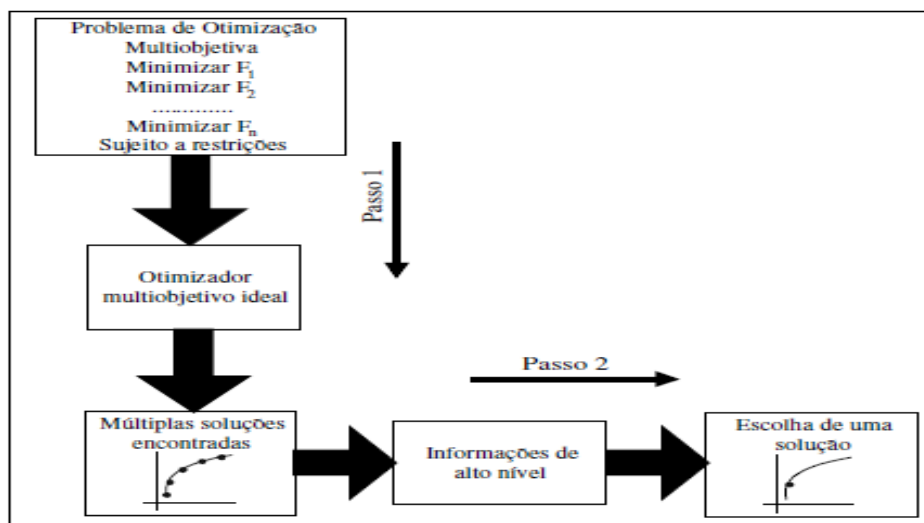 Problema de Otimização
Multiobjetiva
Minimizar F1
Minimizar F2
.............
Minimizar Fn
Sujeito a restrições
Passo 1
Otimizador
multiobjetivo ideal
Passo 2
Múltiplas soluções
encontradas
Informações de
alto nível
Escolha de uma
solução